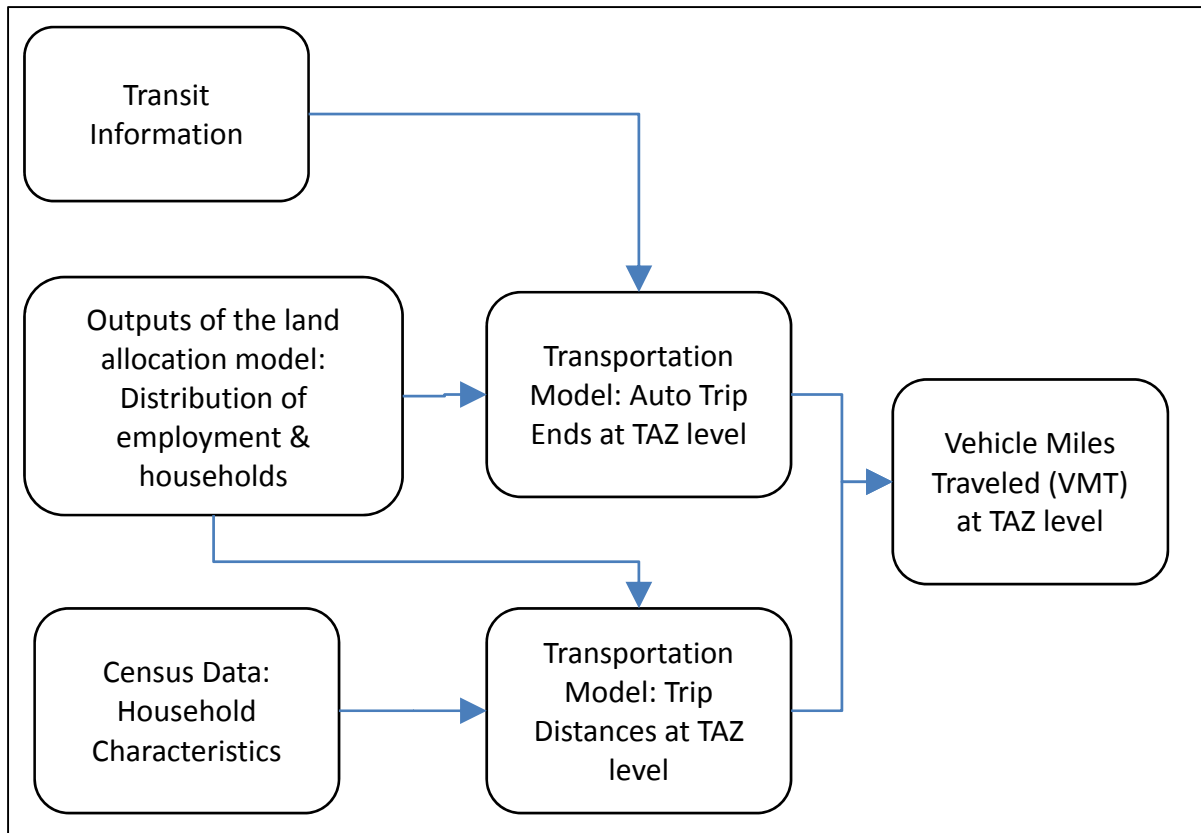 Transit
Information
Outputs of the land
allocation model:
Distribution of
employment &
households
Transportation
Model: Auto Trip
Ends at TAZ level
Vehicle Miles
Traveled (VMT)
at TAZ level
Census Data:
Household
Characteristics
Transportation
Model: Trip
Distances at TAZ
level